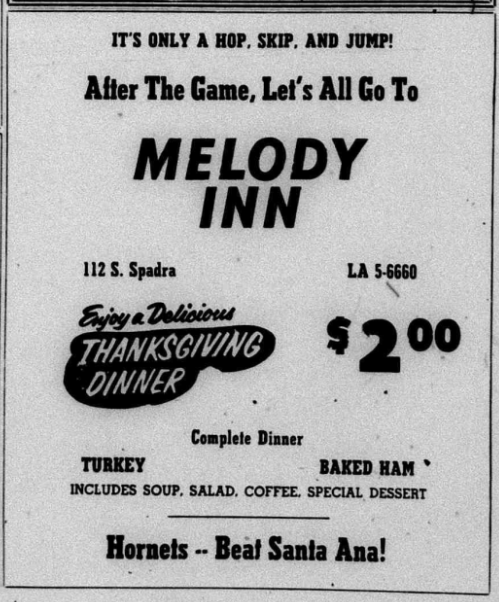 IT'S ONLY A HOP, SKIP, AND JUMP!
After The Game, Let's All Go To
MELODY
INN
112 S. Spadra LA 5-6660
Enjoy a Delicious
THANKSGIVING
DINNER
$2.00
Complete Dinner
TURKEY BAKED HAM
INCLUDES SOUP, SALAD, COFFEE, SPECIAL DESSERT
Hornets -- Beat Santa Ana!